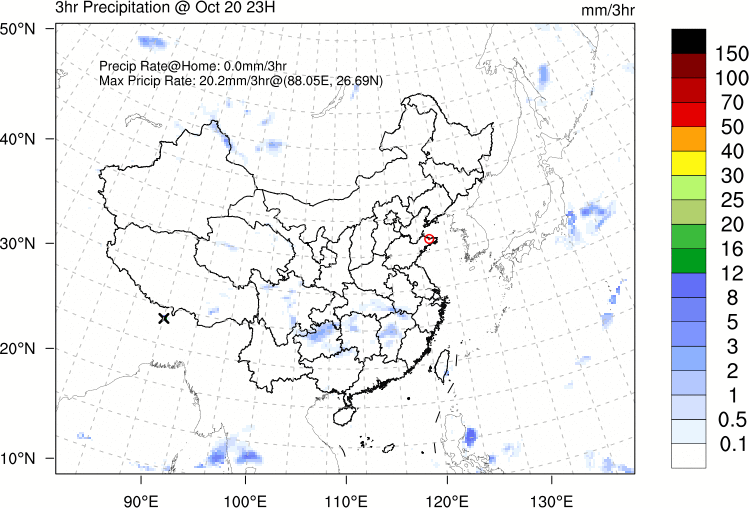 3hr Precipitation @ Oct 20 23H
mm/3hr
Precip Rate@Home: 0.0mm/3hr
Max Pricip Rate: 20.2mm/3hr@(88.05E, 26.69N)
50°N
40°N
30°N
20°N
10°N
90°E
100°E
110°E
120°E
130°E
150
100
70
50
40
30
25
20
16
12
8
5
3
2
1
0.5
0.1